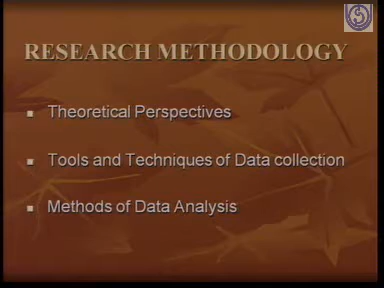 RESEARCH METHODOLOGY
Theoretical Perspectives
Tools and Techniques of Data collection
Methods of Data Analysis